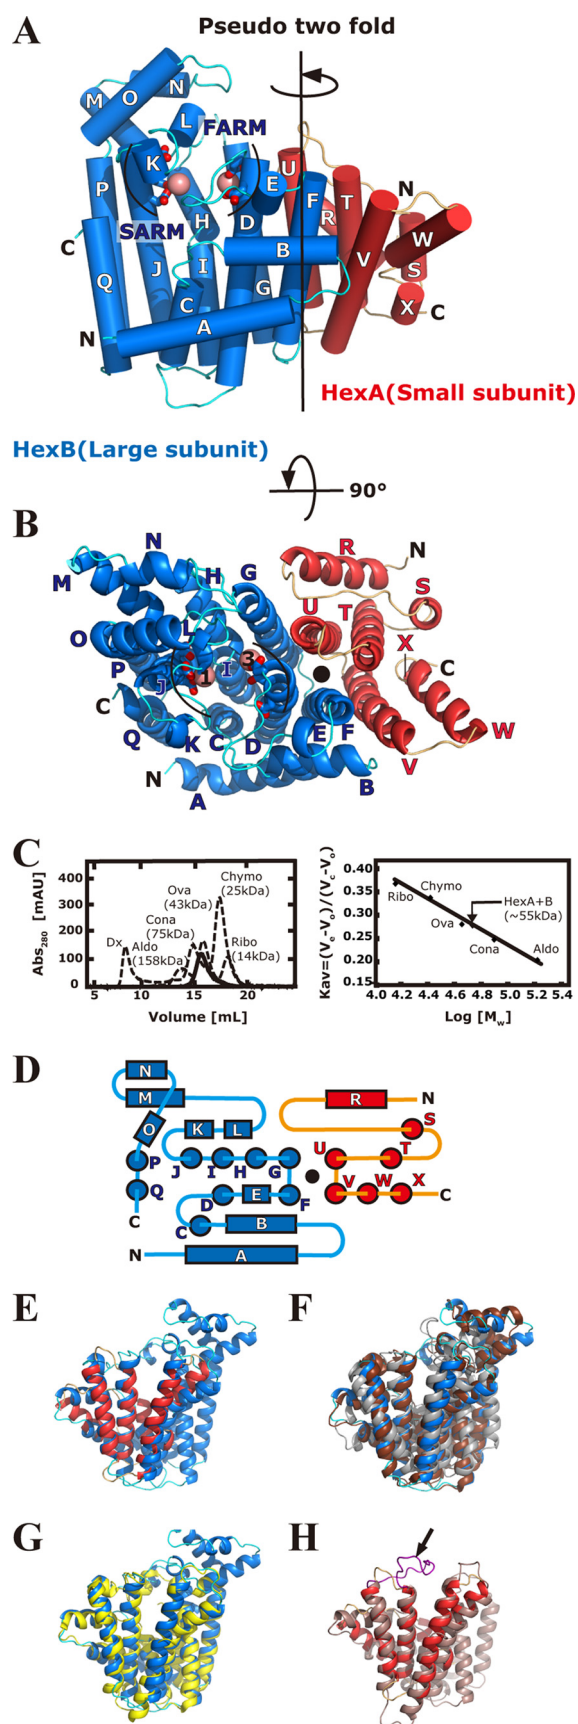 A
Pseudo two fold
M
O
N
L
FARM
K
E
U
P
F
T
N
R
SARM
H
D
C
B
W
J
I
V
S
Q
G
C
X
C
A
N
HexA(Small subunit)
HexB(Large subunit)
90°
B
N
R
N
M
H
G
S
U
T
O
L
X
3
P
J
1
I
C
C
Q
K
C
D
E
F
W
N
V
A
B
C
Abs280 [mAU]
400
300
200
100
0
Chymo
(25kDa)
Ova
(43kDa)
Cona
(75kDa)
Dx
Aldo
(158kDa)
Ribo
(14kDa)
5
10
15
20
Volume [mL]
Kav=(Ve-Vo)/(Vc-Vo)
0.40
0.35
0.30
0.25
0.20
0.15
Ribo
Chymo
Ova
HexA+B
(~55kDa)
Cona
Aldo
4.0
4.2
4.4
4.6
4.8
5.0
5.2
5.4
Log [Mw]
D
N
M
R
N
O
K
L
S
P
J
I
H
G
U
T
Q
D
E
F
V
W
X
C
C
B
C
N
A
E
F
G
H